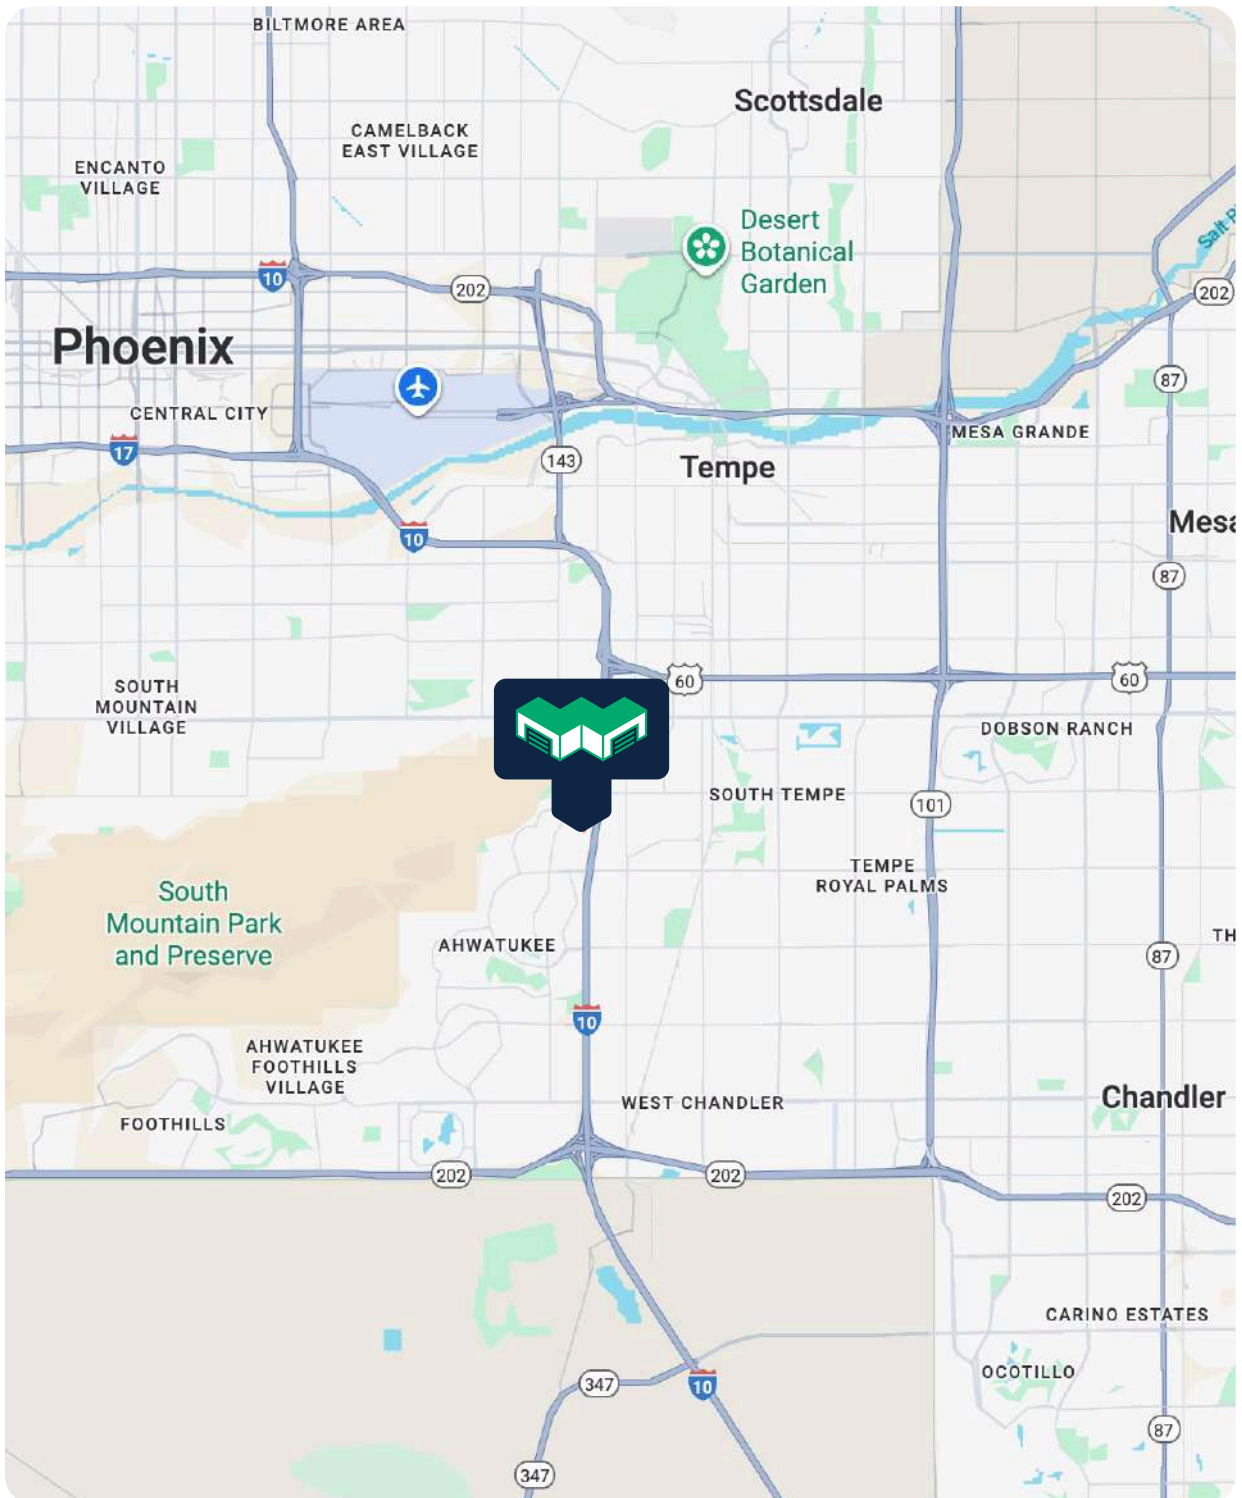 BILTMORE AREA
Scottsdale
CAMELBACK
EAST VILLAGE
ENCANTO
VILLAGE
Desert
Botanical
Garden
10
202
202
Phoenix
87
CENTRAL CITY
MESA GRANDE
17
143
Tempe
10
Mesa
87
60
60
SOUTH
MOUNTAIN
VILLAGE
DOBSON RANCH
SOUTH TEMPE
101
TEMPE
ROYAL PALMS
South
Mountain Park
and Preserve
AHWATUKEE
TH
87
10
AHWATUKEE
FOOTHILLS
VILLAGE
WEST CHANDLER
Chandler
FOOTHILLS
202
202
202
CARINO ESTATES
OCOTILLO
347
10
87
347